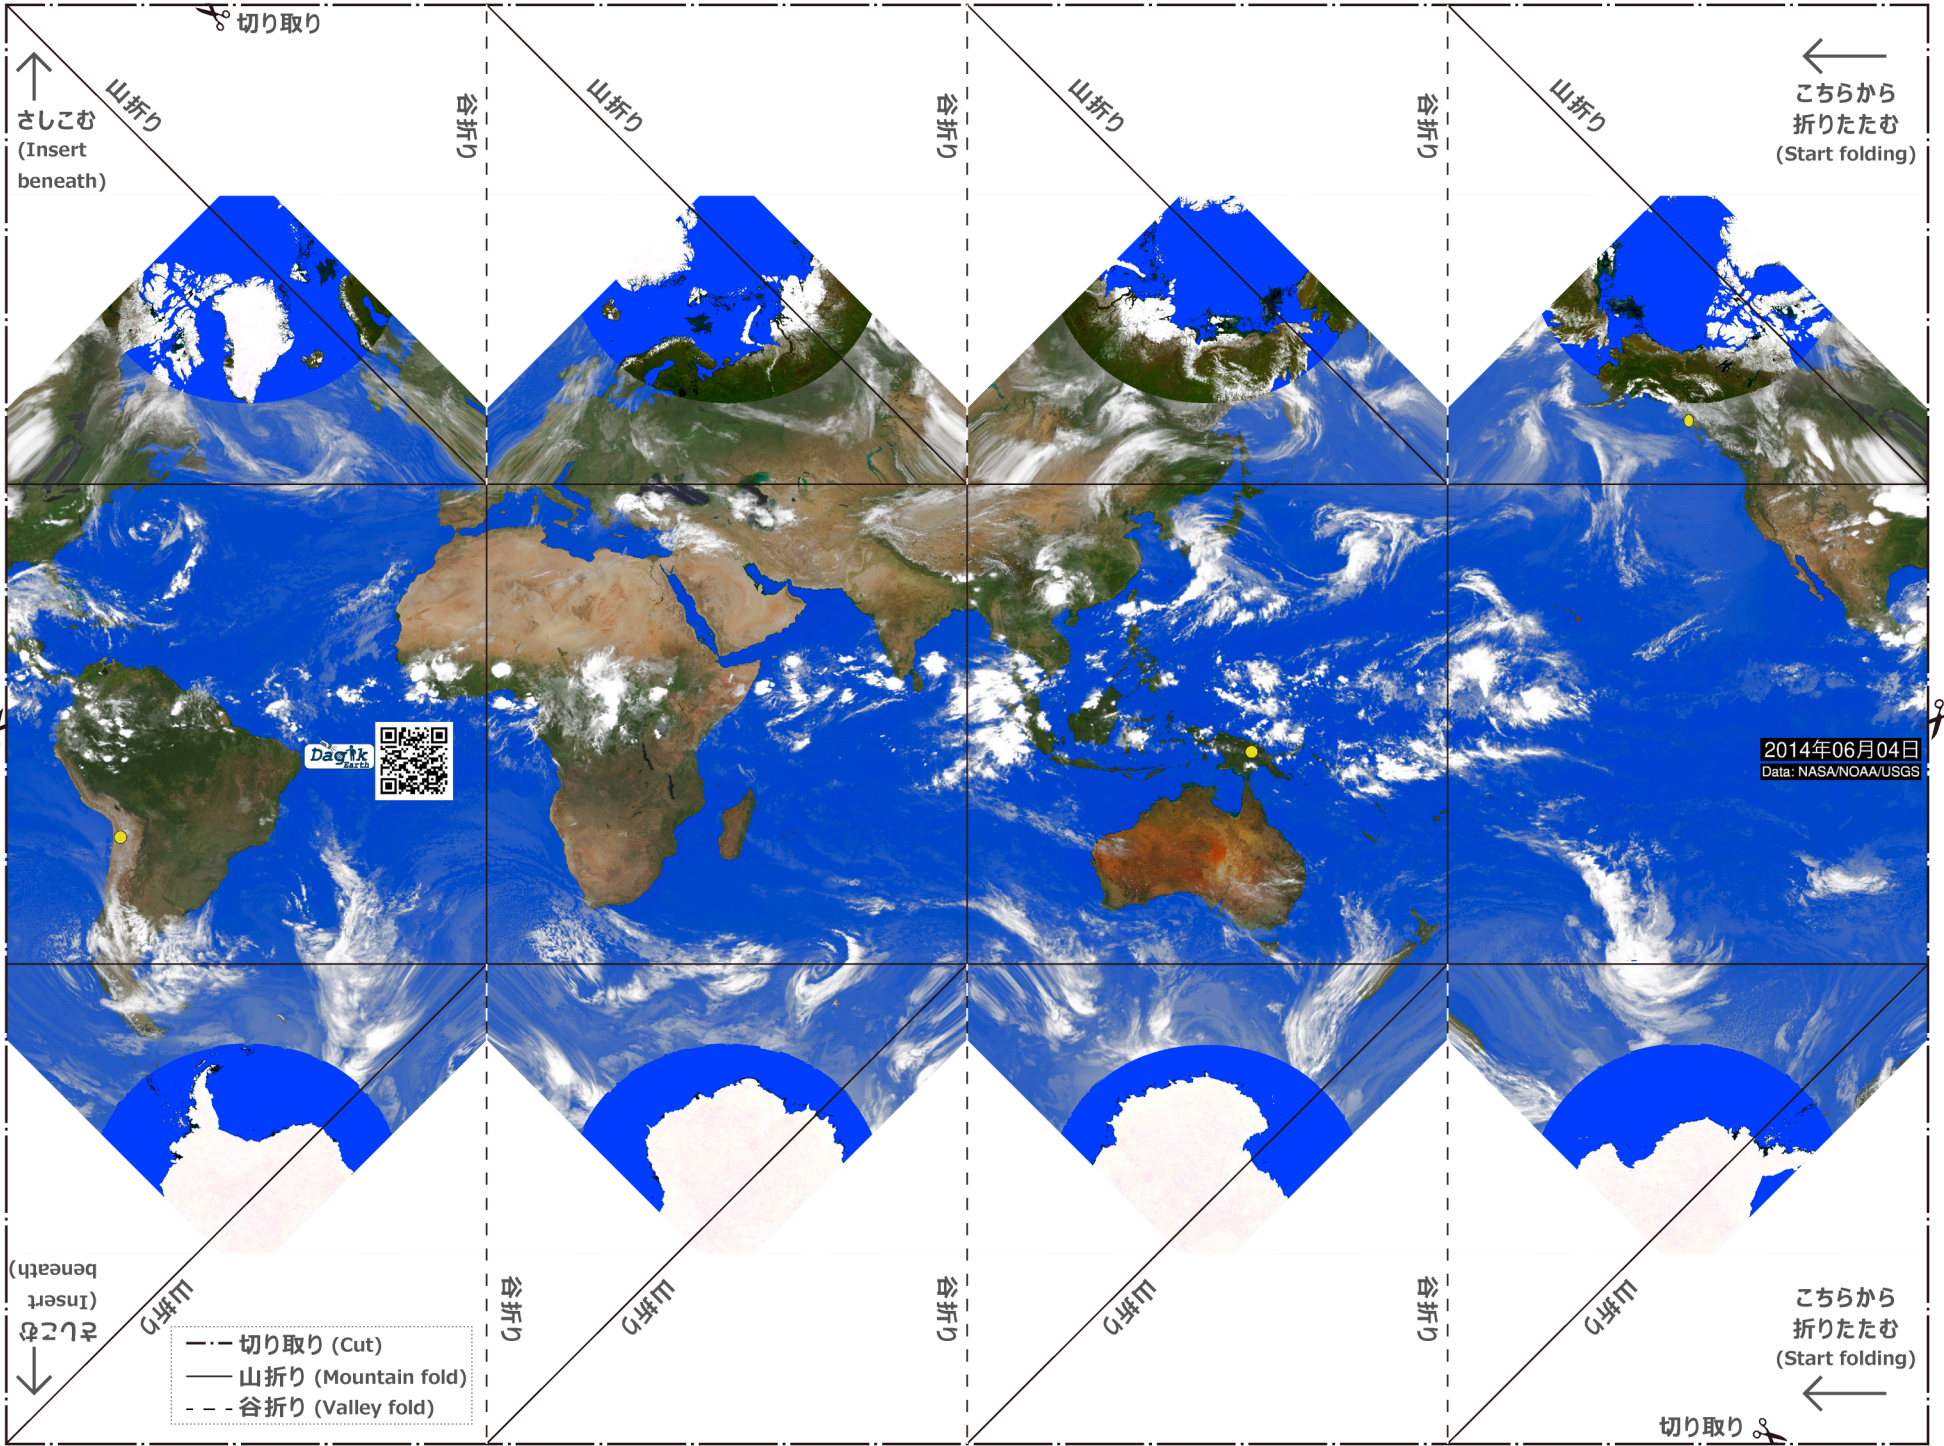 切り取り
山折り
谷折り
山折り
谷折り
山折り
谷折り
山折り
さしこむ
(Insert
beneath)
こちらから
折りたたむ
(Start folding)
Dagik
Earth
2014年06月04日
Data: NASA/NOAA/USGS
さしこむ
(Insert
beneath)
山折り
谷折り
山折り
谷折り
山折り
谷折り
山折り
こちらから
折りたたむ
(Start folding)
切り取り (Cut)
山折り (Mountain fold)
谷折り (Valley fold)
切り取り